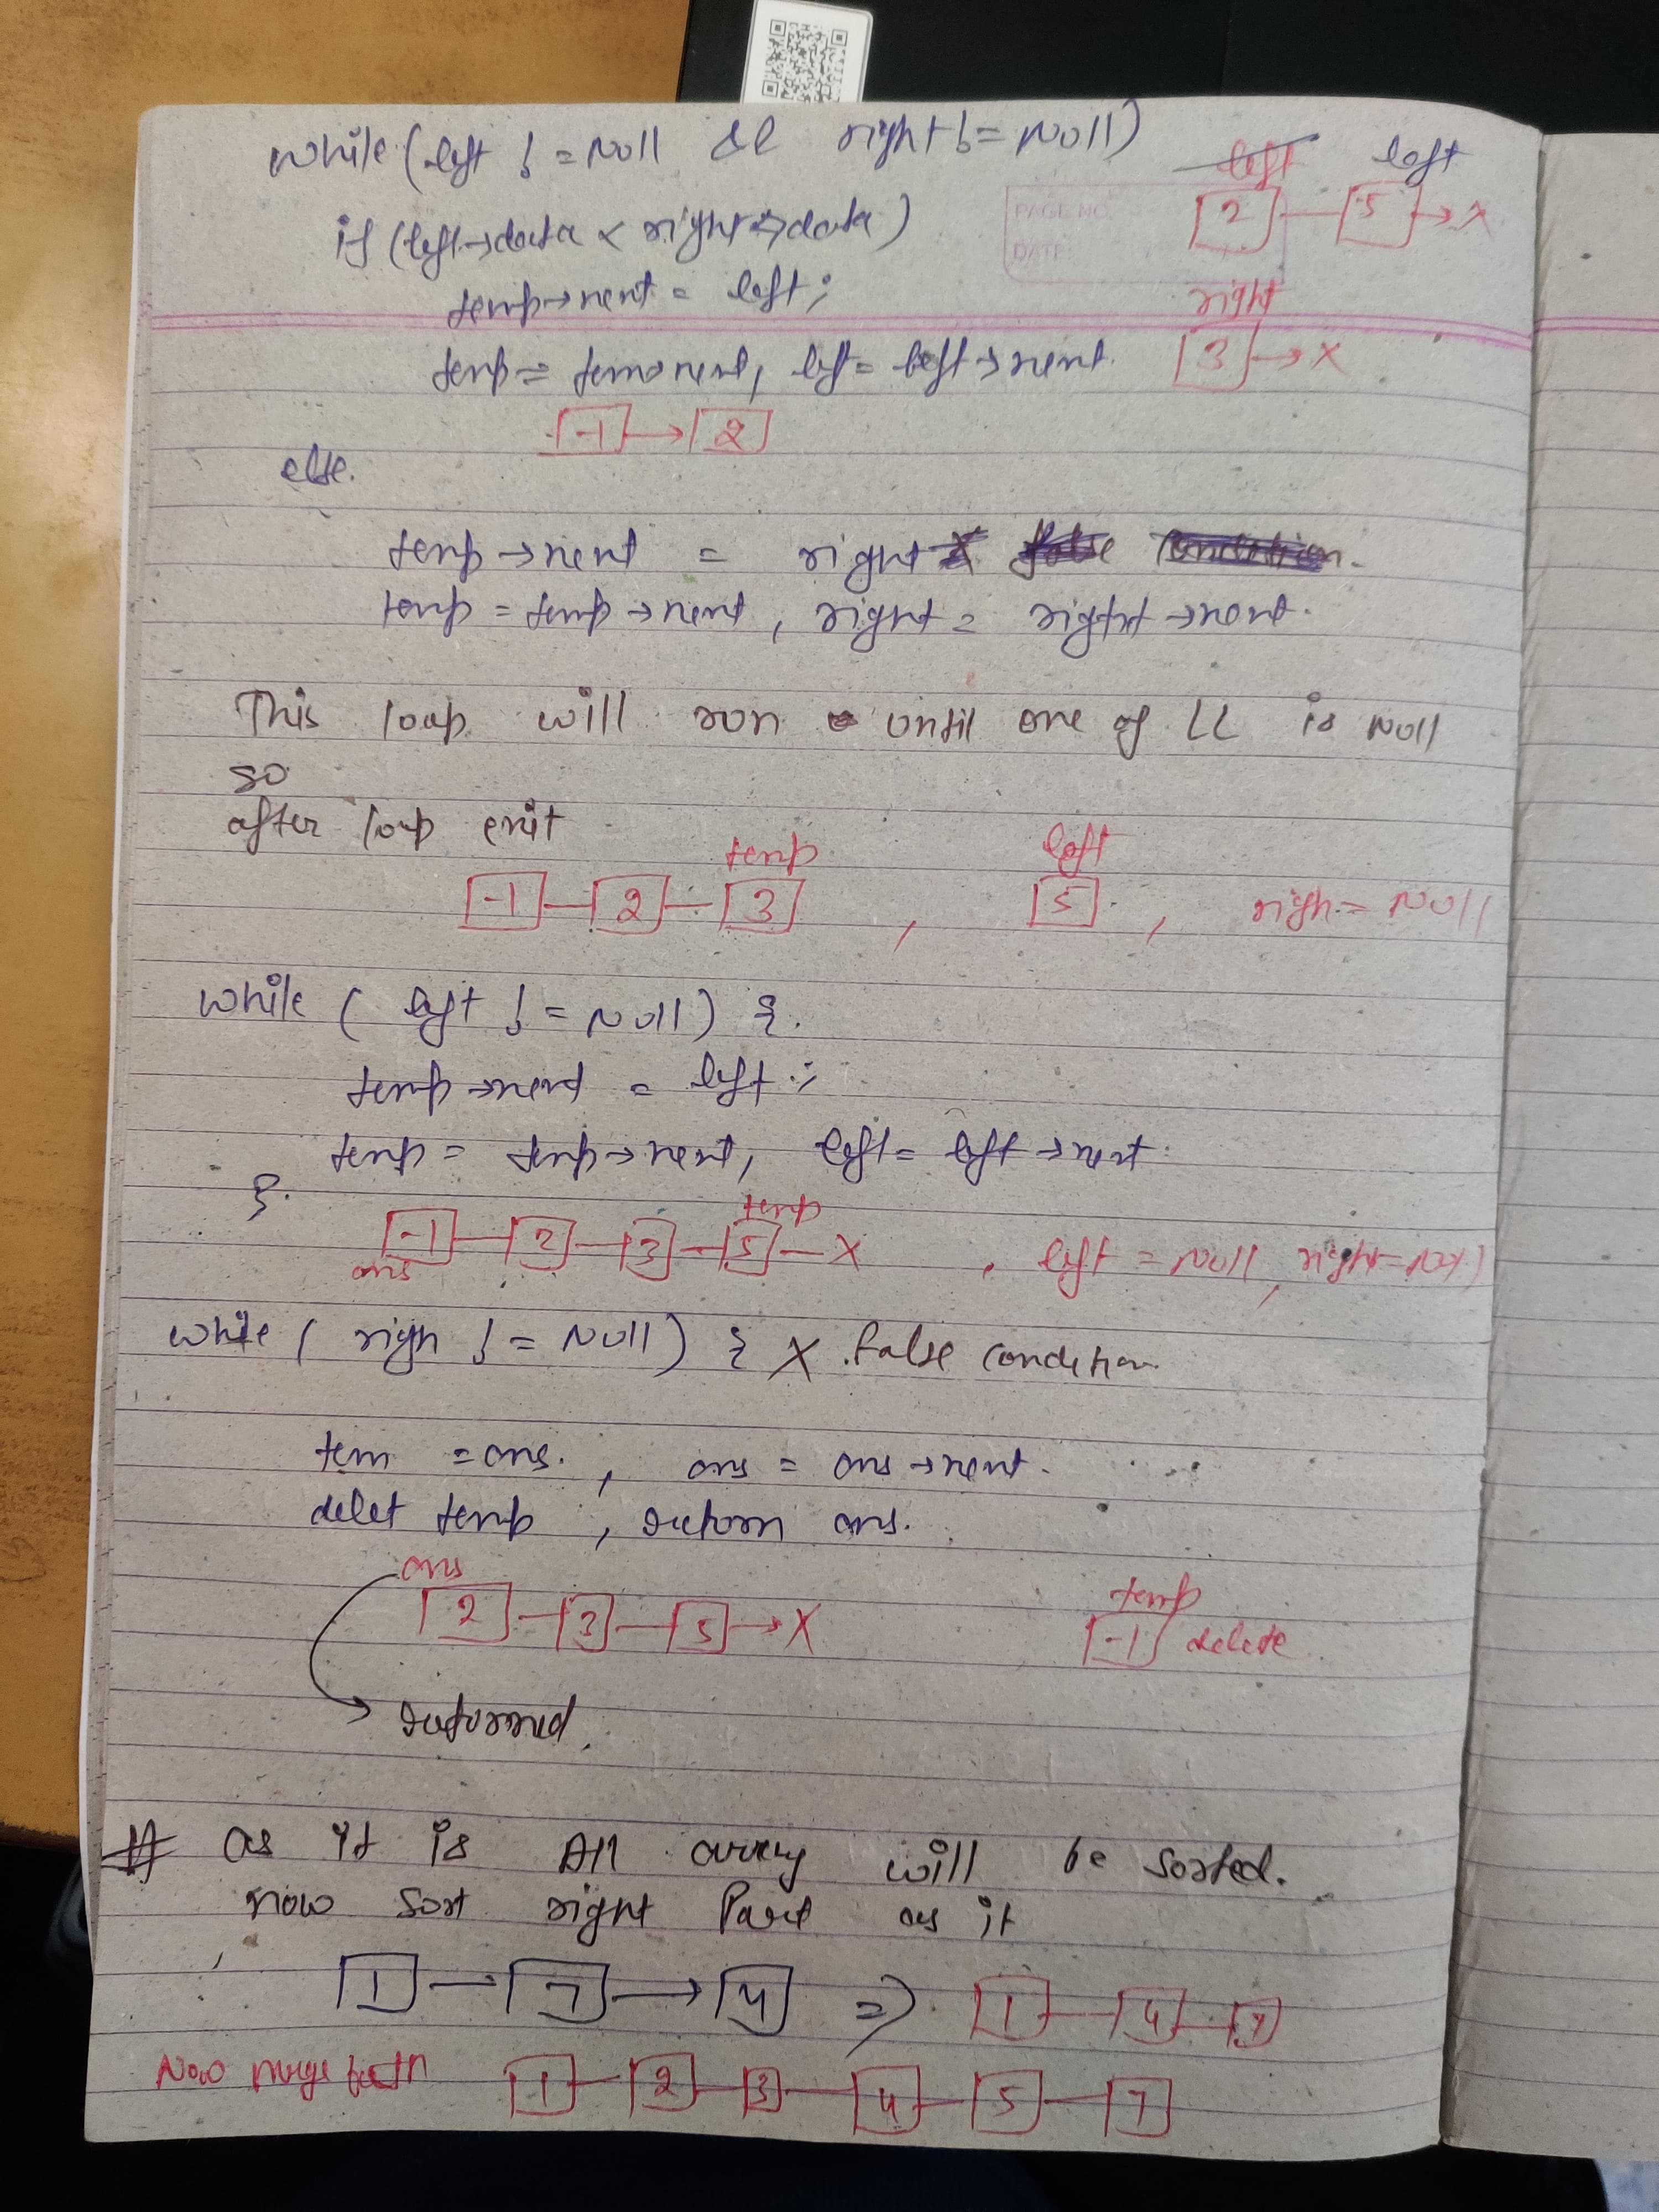 while (left != Null && right != Null)
left left
PAGE NO.
DATE
2 5 → X
if (left→data < right→data)
temp→next = left;
right
temp = temp→next, left = left→next.
3 → X
-1 → 2
else.
temp→next = right
temp = temp→next, right = right→next.
This loop will run until one of LL is Null
so
after loop exit
temp left
-1 — 2 — 3 , 5 , righ = Null
while ( left != Null) {.
temp→next = left ;
temp = temp→next, left = left→next.
}.
temp
-1 — 2 — 3 — 5 — X , left = Null, right = Null
ans
while ( righ != Null) { X false condition
tem = ans. , ans = ans→next.
delet temp , return ans.
ans temp
2 — 3 — 5 → X -1 delete
returned.
# as it is All array will be sorted.
now sort right Part as it
1 — 7 → 4 => 1 — 4 — 7
Now merge both 1 — 2 — 3 — 4 — 5 — 7